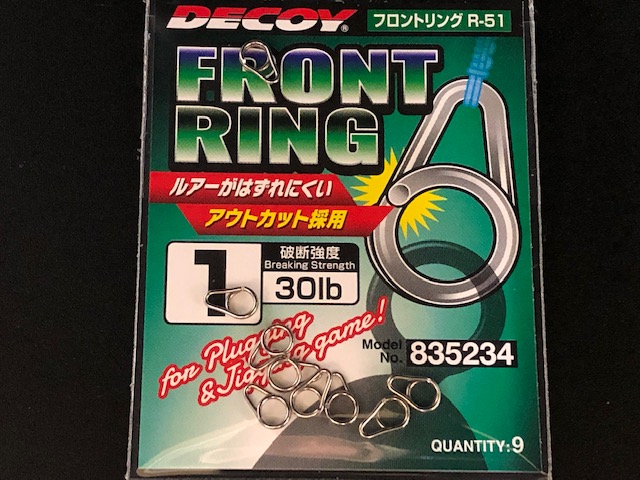 DECOY®
フロントリング R-51
FRONT
RING
ルアーがはずれにくい
アウトカット採用
1
破断強度
Breaking Strength
30lb
for Plugging
& Jigging game!
Model
No. 835234
QUANTITY:9